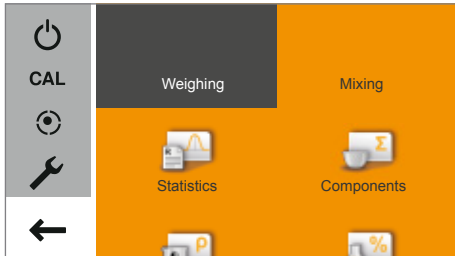 CAL
Weighing
Mixing
Σ
Statistics
Components
ρ
%